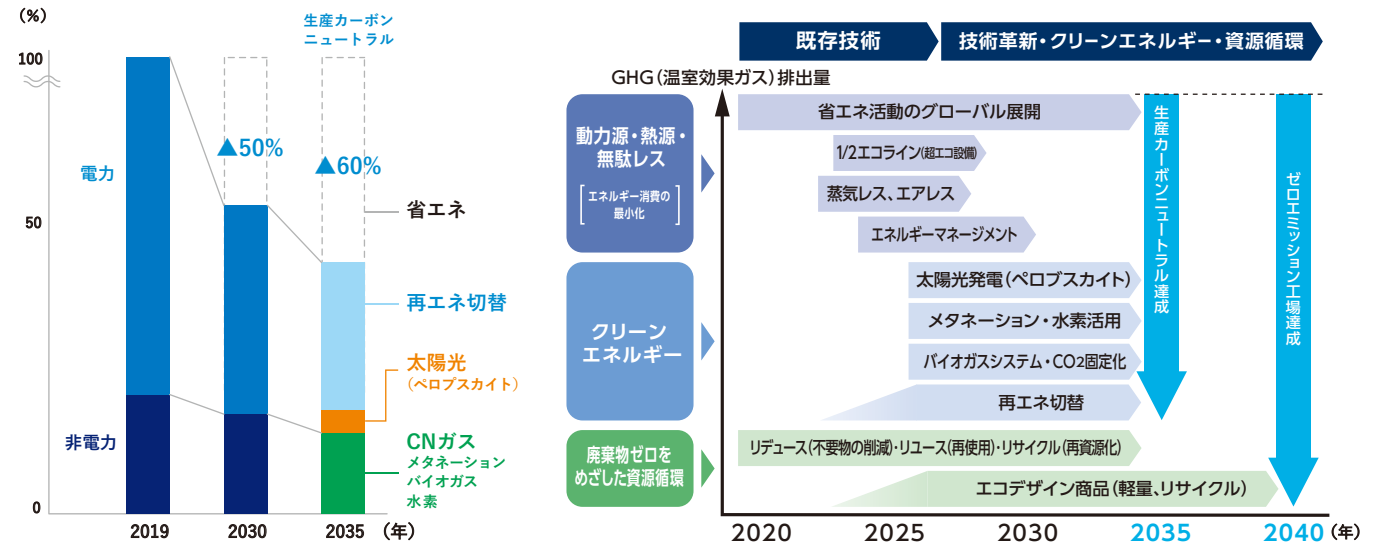 (%)
生産カーボン
ニュートラル
100
▲50%
▲60%
電力
省エネ
50
再エネ切替
太陽光
(ペロプスカイト)
非電力
CNガス
メタネーション
バイオガス
水素
0
2019
2030
2035
(年)
既存技術
技術革新・クリーンエネルギー・資源循環
GHG(温室効果ガス)排出量
動力源・熱源・
無駄レス
[エネルギー消費の
最小化]
省エネ活動のグローバル展開
1/2エコライン(超エコ設備)
蒸気レス、エアレス
エネルギーマネージメント
クリーン
エネルギー
太陽光発電(ペロブスカイト)
メタネーション・水素活用
バイオガスシステム・CO2固定化
再エネ切替
廃棄物ゼロを
めざした資源循環
リデュース(不要物の削減)・リユース(再使用)・リサイクル(再資源化)
エコデザイン商品(軽量、リサイクル)
生産カーボンニュートラル達成
ゼロエミッション工場達成
2020
2025
2030
2035
2040
(年)